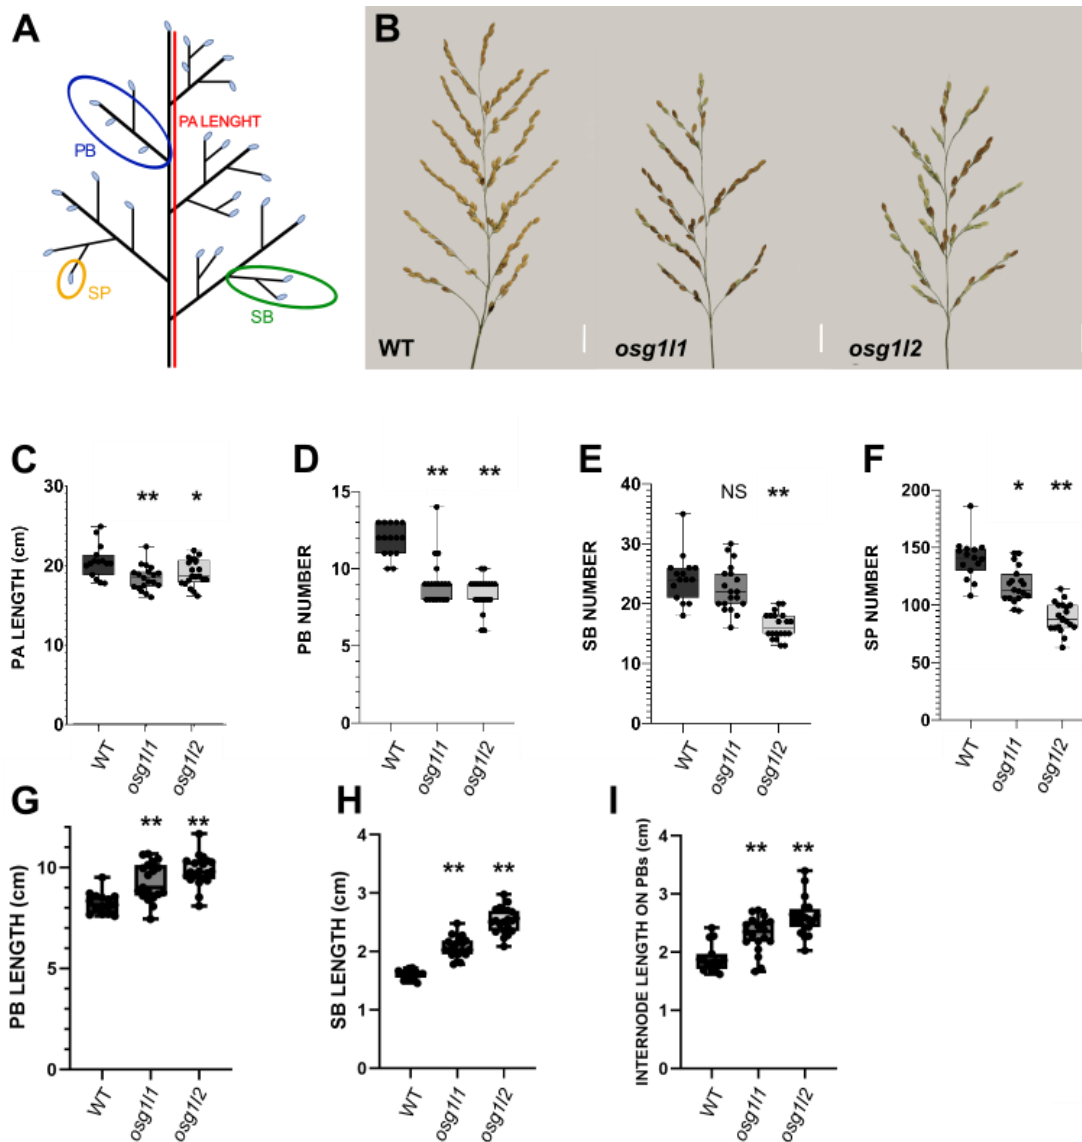 A
PA LENGHT
PB
SP
SB
B
WT
osg1l1
osg1l2
C
PA LENGTH (cm)
30
20
10
0
** *
WT
osg1l1
osg1l2
D
PB NUMBER
15
10
5
0
** **
WT
osg1l1
osg1l2
E
SB NUMBER
40
30
20
10
0
NS **
WT
osg1l1
osg1l2
F
SP NUMBER
200
150
100
50
0
* **
WT
osg1l1
osg1l2
G
PB LENGTH (cm)
10
5
0
** **
WT
osg1l1
osg1l2
H
SB LENGTH (cm)
4
3
2
1
0
** **
WT
osg1l1
osg1l2
I
INTERNODE LENGTH ON PBs (cm)
4
3
2
1
0
** **
WT
osg1l1
osg1l2